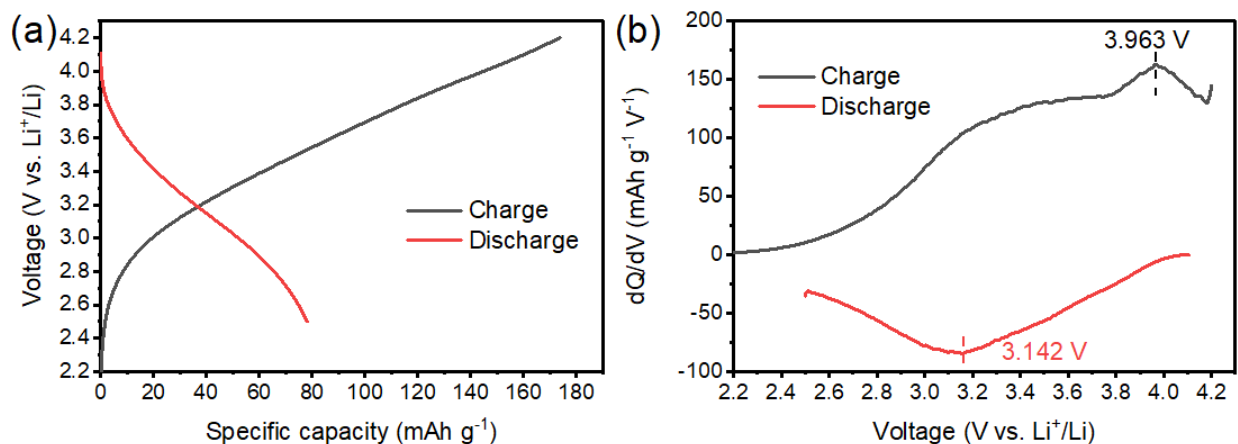 (a)
4.2
4.0
3.8
3.6
3.4
3.2
3.0
2.8
2.6
2.4
2.2
Voltage (V vs. Li⁺/Li)
Charge
Discharge
0 20 40 60 80 100 120 140 160 180
Specific capacity (mAh g⁻¹)
(b)
200
150
100
50
0
-50
-100
dQ/dV (mAh g⁻¹ V⁻¹)
3.963 V
Charge
Discharge
3.142 V
2.2 2.4 2.6 2.8 3.0 3.2 3.4 3.6 3.8 4.0 4.2
Voltage (V vs. Li⁺/Li)